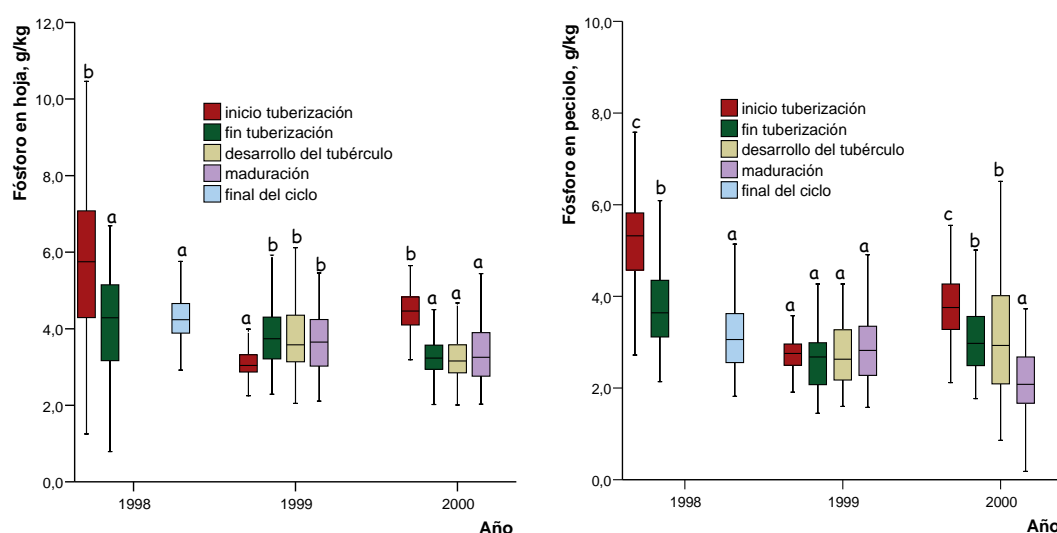 Fósforo en hoja, g/kg
12,0
10,0
8,0
6,0
4,0
2,0
0,0
inicio tuberización
fin tuberización
desarrollo del tubérculo
maduración
final del ciclo
b
a
a
a
b
b
b
b
a
a
a
1998
1999
2000
Año
Fósforo en peciolo, g/kg
10,0
8,0
6,0
4,0
2,0
0,0
inicio tuberización
fin tuberización
desarrollo del tubérculo
maduración
final del ciclo
c
b
a
a
a
a
a
c
b
b
a
1998
1999
2000
Año